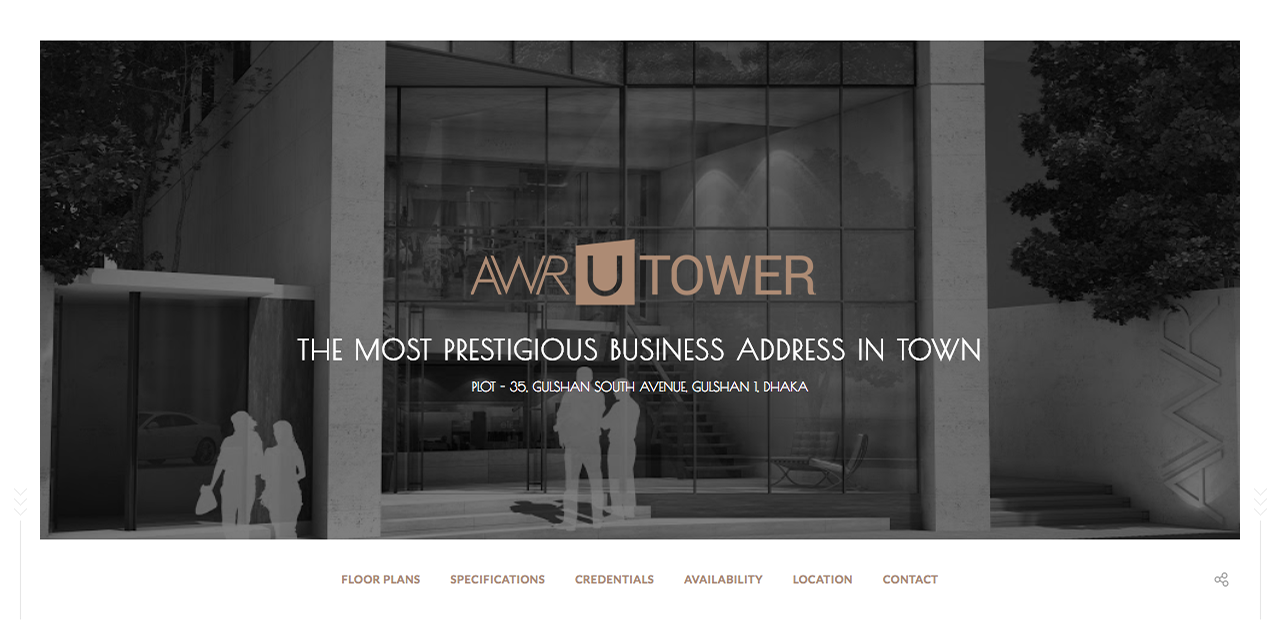 AWR U TOWER
THE MOST PRESTIGIOUS BUSINESS ADDRESS IN TOWN
PLOT - 35, GULSHAN SOUTH AVENUE, GULSHAN 1, DHAKA
AWR
FLOOR PLANS SPECIFICATIONS CREDENTIALS AVAILABILITY LOCATION CONTACT